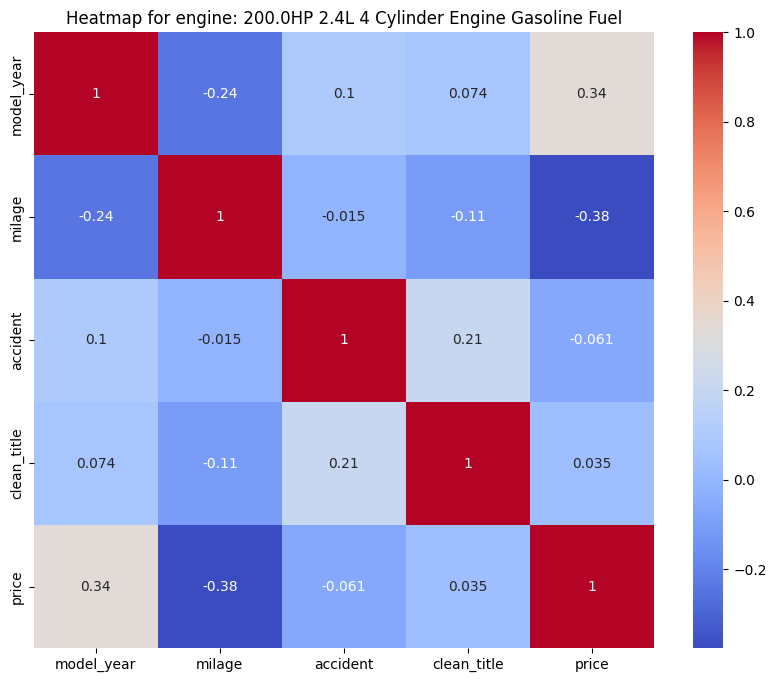 Heatmap for engine: 200.0HP 2.4L 4 Cylinder Engine Gasoline Fuel
model_year 1 -0.24 0.1 0.074 0.34
milage -0.24 1 -0.015 -0.11 -0.38
accident 0.1 -0.015 1 0.21 -0.061
clean_title 0.074 -0.11 0.21 1 0.035
price 0.34 -0.38 -0.061 0.035 1
model_year milage accident clean_title price
1.0
0.8
0.6
0.4
0.2
0.0
−0.2